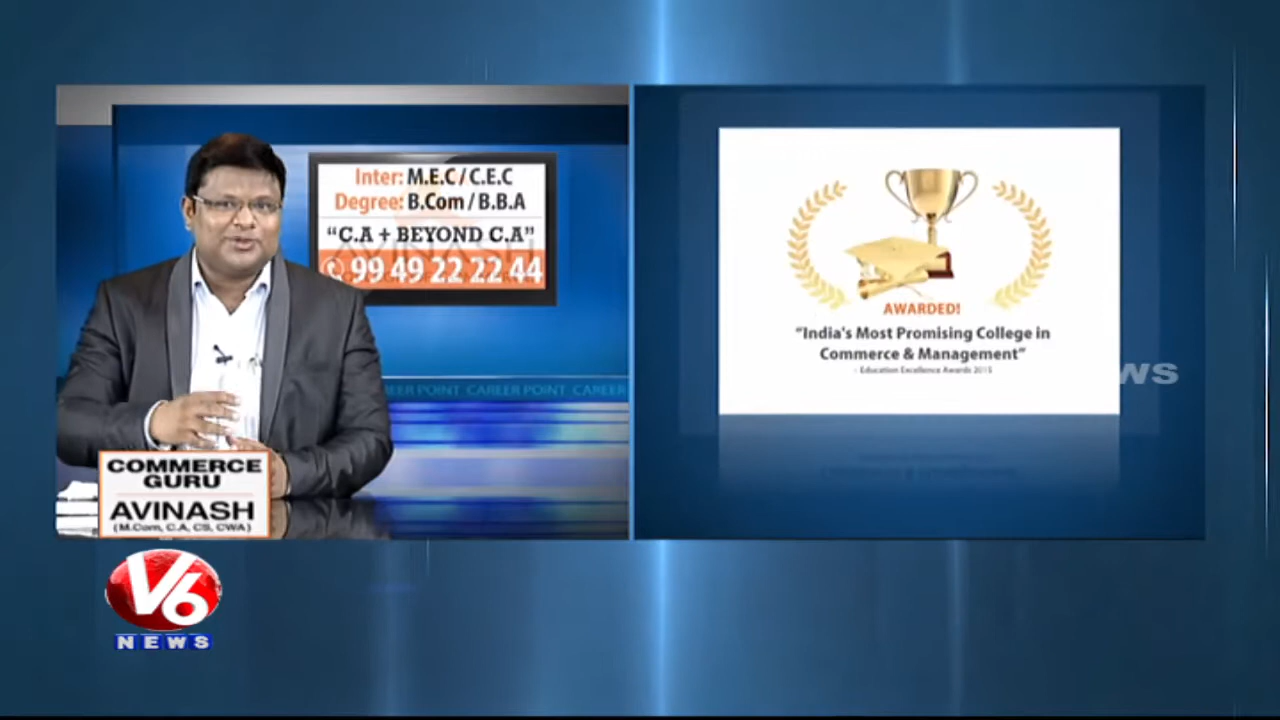 Inter: M.E.C / C.E.C
Degree: B.Com / B.B.A
“C.A + BEYOND C.A”
99 49 22 22 44
AVINASH
CAREER POINT CAREER POINT CAREER
COMMERCE
GURU
AVINASH
(M.Com, C.A, CS, CWA)
V6
NEWS
AWARDED!
“India's Most Promising College in
Commerce & Management”
- Education Excellence Awards 2015
WS